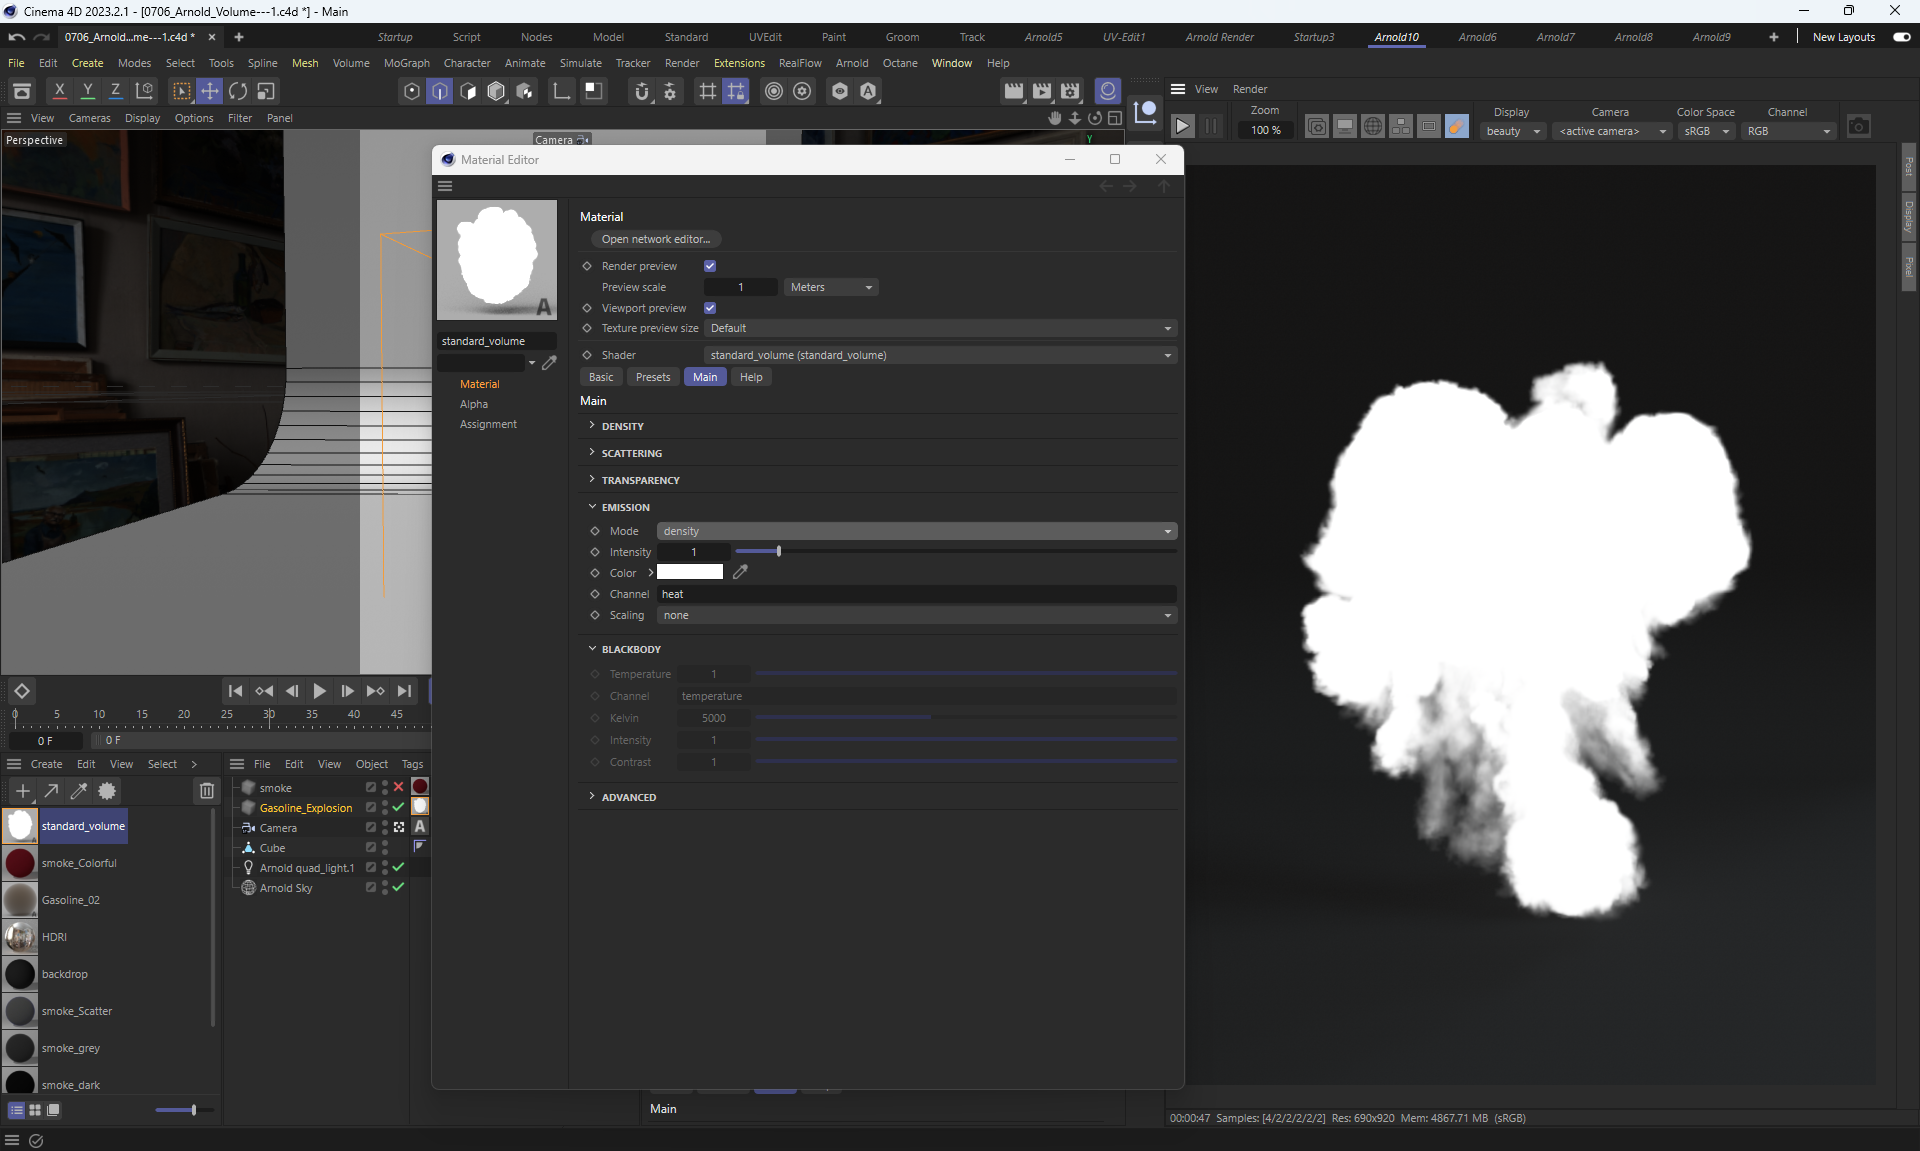 Cinema 4D 2023.2.1 - [0706_Arnold_Volume---1.c4d *] - Main
0706_Arnold...me---1.c4d *
Startup Script Nodes Model Standard UVEdit Paint Groom Track Arnold5 UV-Edit1 Arnold Render Startup3 Arnold10 Arnold6 Arnold7 Arnold8 Arnold9 New Layouts
File Edit Create Modes Select Tools Spline Mesh Volume MoGraph Character Animate Simulate Tracker Render Extensions RealFlow Arnold Octane Window Help
X Y Z
View Render
View Cameras Display Options Filter Panel
Zoom Display Camera Color Space Channel
100 % beauty <active camera> sRGB RGB
Perspective
Camera
Y
Post
Display
Pixel
Material Editor
A
standard_volume
Material
Alpha
Assignment
Material
Open network editor...
Render preview
Preview scale 1 Meters
Viewport preview
Texture preview size Default
Shader standard_volume (standard_volume)
Basic Presets Main Help
Main
DENSITY
SCATTERING
TRANSPARENCY
EMISSION
Mode density
Intensity 1
Color
Channel heat
Scaling none
BLACKBODY
Temperature 1
Channel temperature
Kelvin 5000
Intensity 1
Contrast 1
ADVANCED
0 5 10 15 20 25 30 35 40 45
0 F 0 F
Create Edit View Select
File Edit View Object Tags
standard_volume
smoke_Colorful
Gasoline_02
HDRI
backdrop
smoke_Scatter
smoke_grey
smoke_dark
smoke
Gasoline_Explosion
Camera
A
Cube
Arnold quad_light.1
Arnold Sky
Main
00:00:47 Samples: [4/2/2/2/2/2] Res: 690x920 Mem: 4867.71 MB (sRGB)